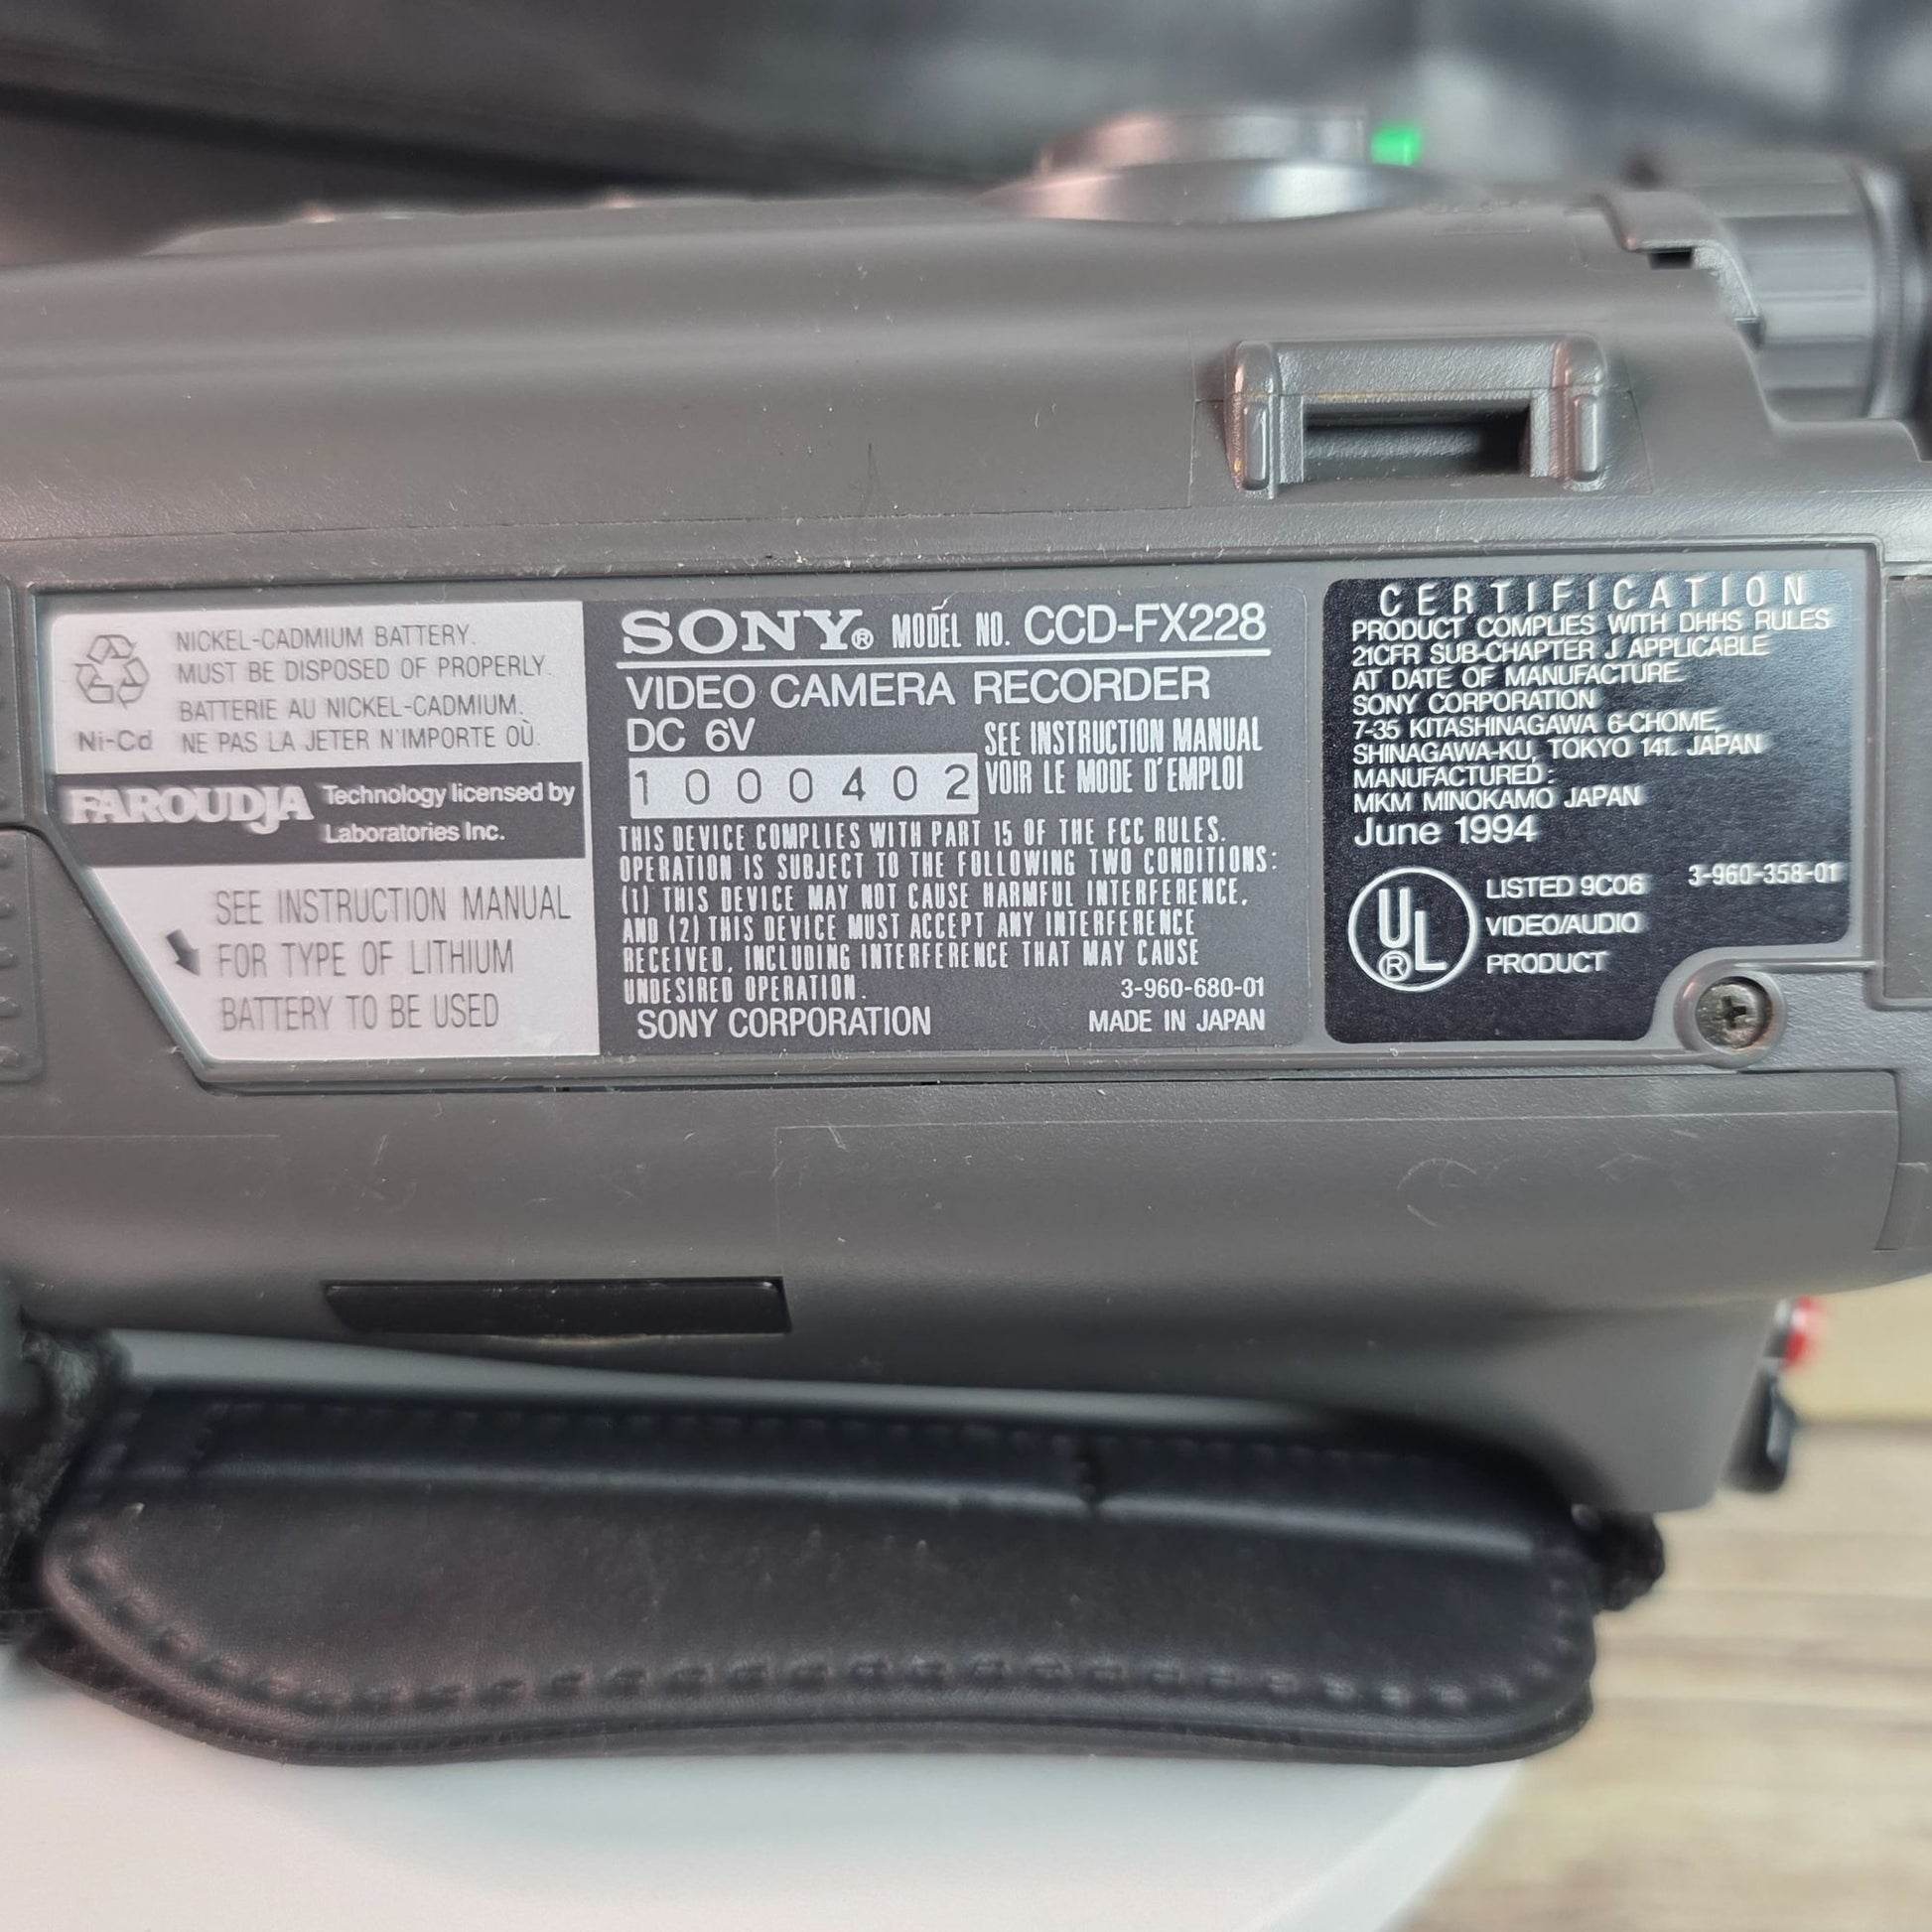 NICKEL-CADMIUM BATTERY.
MUST BE DISPOSED OF PROPERLY.
BATTERIE AU NICKEL-CADMIUM.
Ni-Cd NE PAS LA JETER N'IMPORTE OÙ.
FAROUDJA Technology licensed by
Laboratories Inc.
SEE INSTRUCTION MANUAL
FOR TYPE OF LITHIUM
BATTERY TO BE USED
SONY® MODEL NO. CCD-FX228
VIDEO CAMERA RECORDER
DC 6V
SEE INSTRUCTION MANUAL
1000402 VOIR LE MODE D'EMPLOI
THIS DEVICE COMPLIES WITH PART 15 OF THE FCC RULES.
OPERATION IS SUBJECT TO THE FOLLOWING TWO CONDITIONS:
(1) THIS DEVICE MAY NOT CAUSE HARMFUL INTERFERENCE,
AND (2) THIS DEVICE MUST ACCEPT ANY INTERFERENCE
RECEIVED, INCLUDING INTERFERENCE THAT MAY CAUSE
UNDESIRED OPERATION.
3-960-680-01
SONY CORPORATION MADE IN JAPAN
CERTIFICATION
PRODUCT COMPLIES WITH DHHS RULES
21CFR SUB-CHAPTER J APPLICABLE
AT DATE OF MANUFACTURE.
SONY CORPORATION
7-35 KITASHINAGAWA 6-CHOME,
SHINAGAWA-KU, TOKYO 141. JAPAN
MANUFACTURED:
MKM MINOKAMO JAPAN
June 1994
3-960-358-01
UL® LISTED 9C06
VIDEO/AUDIO
PRODUCT